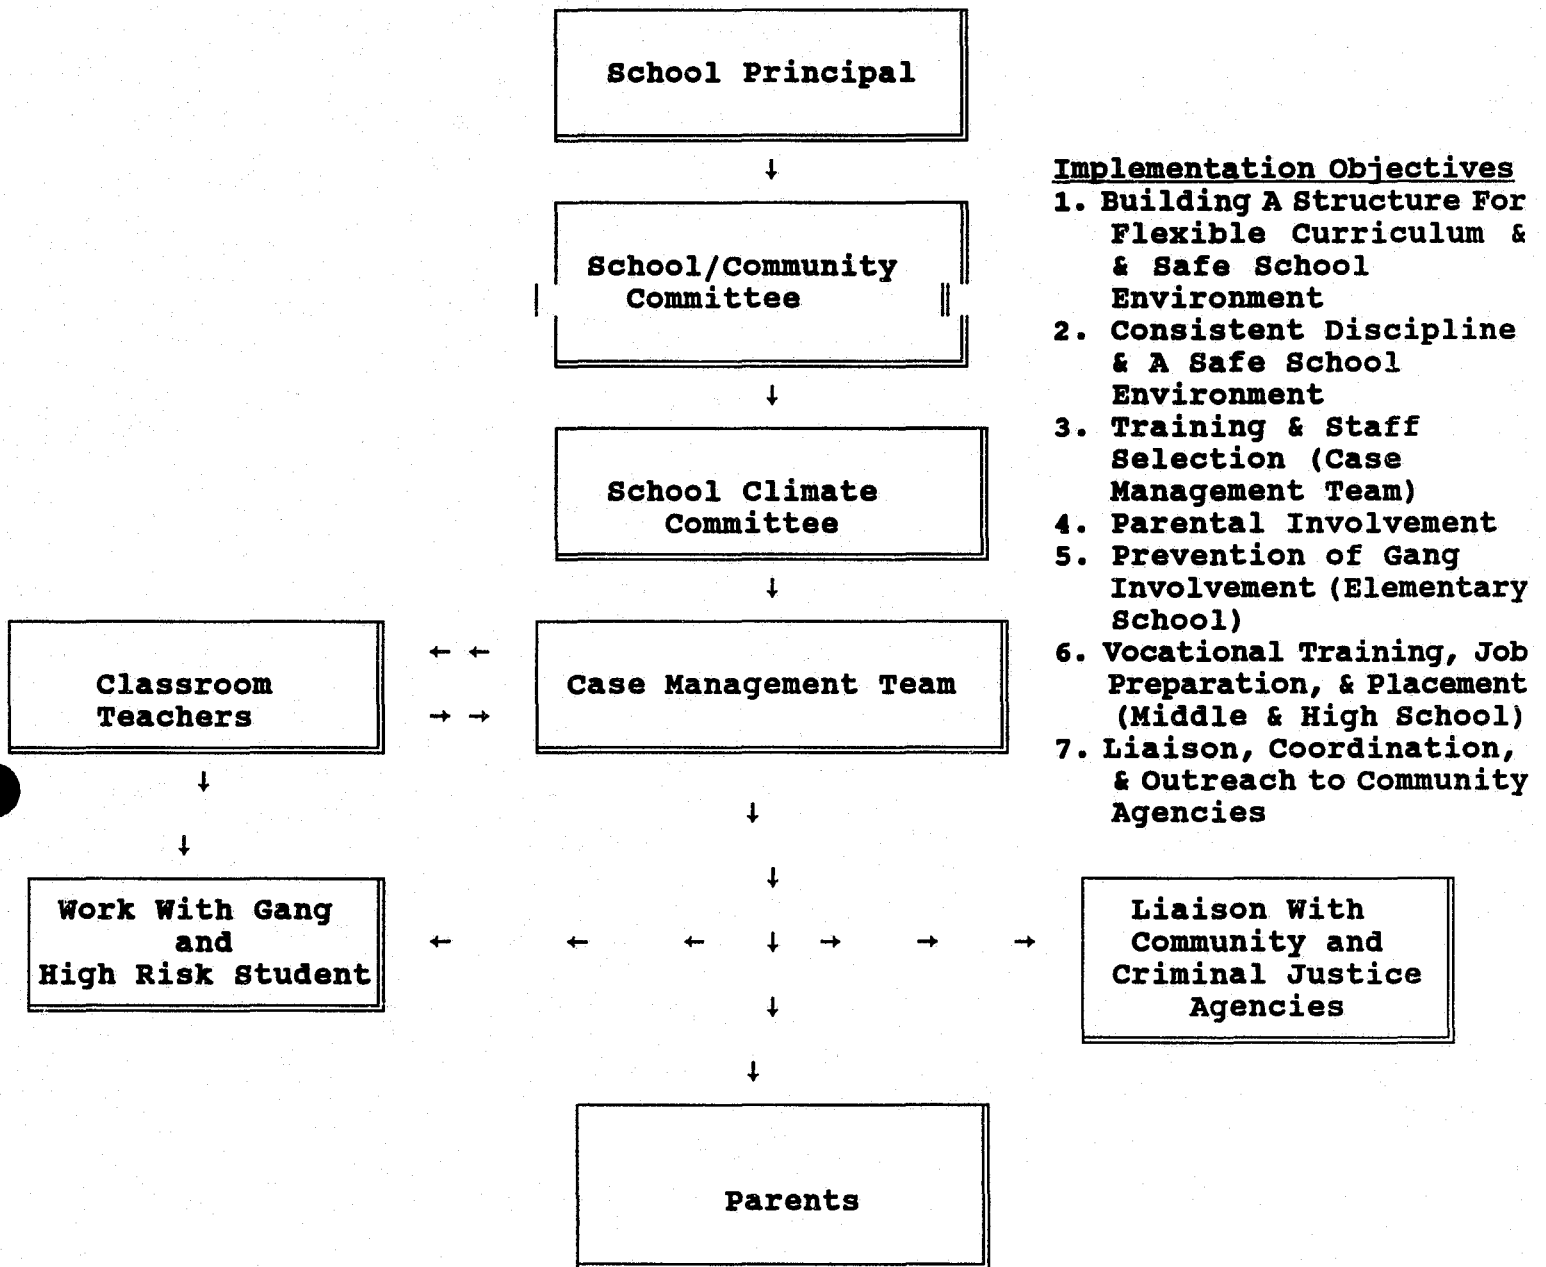 School Principal
School/Community
Committee
School Climate
Committee
Implementation Objectives
1. Building A Structure For
Flexible Curriculum &
& Safe School
Environment
2. Consistent Discipline
& A Safe School
Environment
3. Training & Staff
Selection (Case
Management Team)
4. Parental Involvement
5. Prevention of Gang
Involvement (Elementary
School)
6. Vocational Training, Job
Preparation, & Placement
(Middle & High School)
7. Liaison, Coordination,
& Outreach to Community
Agencies
Classroom
Teachers
← ←
→ →
Case Management Team
Work With Gang
and
High Risk Student
Liaison With
Community and
Criminal Justice
Agencies
Parents